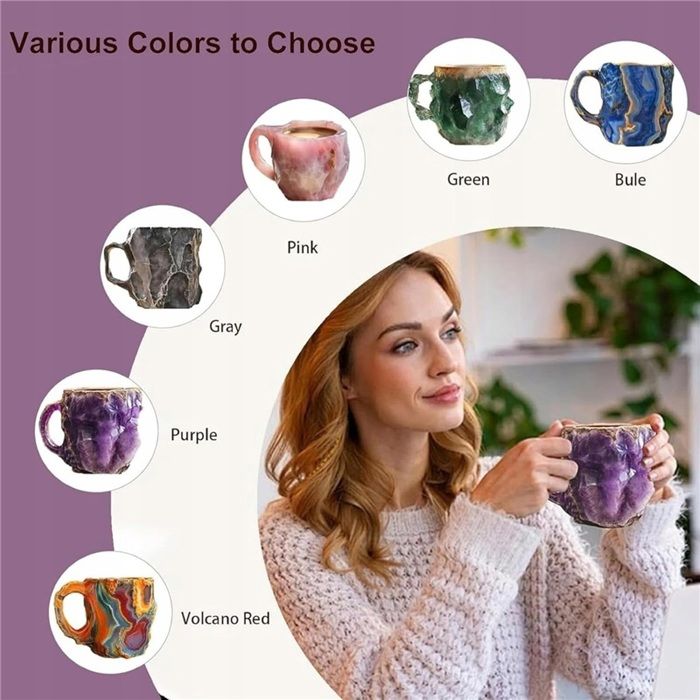 Various Colors to Choose
Green
Bule
Pink
Gray
Purple
Volcano Red